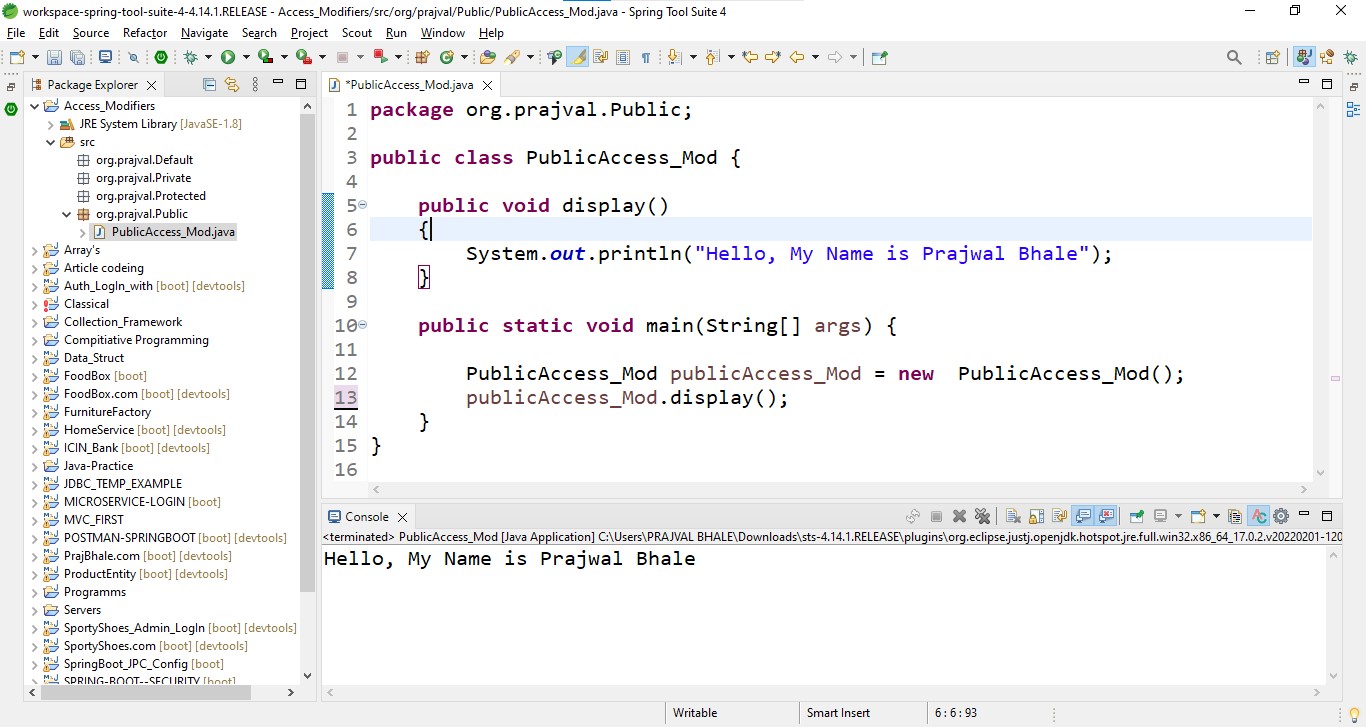 workspace-spring-tool-suite-4-4.14.1.RELEASE - Access_Modifiers/src/org/prajval/Public/PublicAccess_Mod.java - Spring Tool Suite 4
File Edit Source Refactor Navigate Search Project Scout Run Window Help
Package Explorer
Access_Modifiers
JRE System Library [JavaSE-1.8]
src
org.prajval.Default
org.prajval.Private
org.prajval.Protected
org.prajval.Public
PublicAccess_Mod.java
Array's
Article codeing
Auth_LogIn_with [boot] [devtools]
Classical
Collection_Framework
Compitiative Programming
Data_Struct
FoodBox [boot]
FoodBox.com [boot] [devtools]
FurnitureFactory
HomeService [boot] [devtools]
ICIN_Bank [boot] [devtools]
Java-Practice
JDBC_TEMP_EXAMPLE
MICROSERVICE-LOGIN [boot]
MVC_FIRST
POSTMAN-SPRINGBOOT [boot] [devtools]
PrajBhale.com [boot] [devtools]
ProductEntity [boot] [devtools]
Programms
Servers
SportyShoes_Admin_LogIn [boot] [devtools]
SportyShoes.com [boot] [devtools]
SpringBoot_JPC_Config [boot]
SPRING-BOOT--SECURITY [boot]
*PublicAccess_Mod.java
1 package org.prajval.Public;
2
3 public class PublicAccess_Mod {
4
5 public void display()
6 {
7 System.out.println("Hello, My Name is Prajwal Bhale");
8 }
9
10 public static void main(String[] args) {
11
12 PublicAccess_Mod publicAccess_Mod = new  PublicAccess_Mod();
13 publicAccess_Mod.display();
14 }
15 }
16
Console
<terminated> PublicAccess_Mod [Java Application] C:\Users\PRAJVAL BHALE\Downloads\sts-4.14.1.RELEASE\plugins\org.eclipse.justj.openjdk.hotspot.jre.full.win32.x86_64_17.0.2.v20220201-120
Hello, My Name is Prajwal Bhale
Writable Smart Insert 6 : 6 : 93